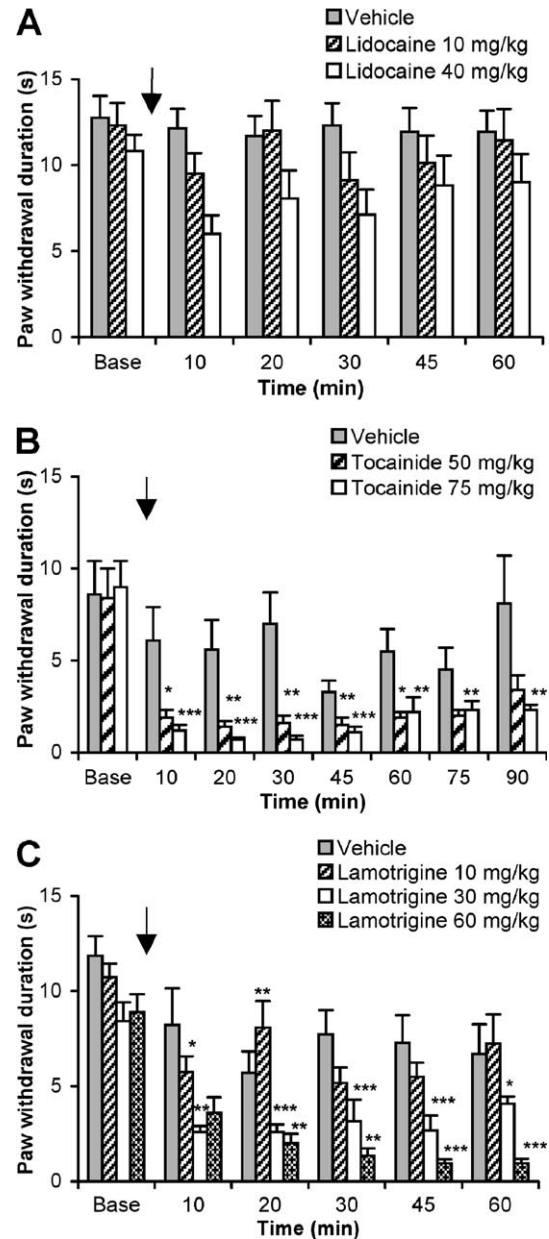 A
Vehicle
Lidocaine 10 mg/kg
Lidocaine 40 mg/kg
Paw withdrawal duration (s)
15
10
5
0
Base 10 20 30 45 60
Time (min)
B
Vehicle
Tocainide 50 mg/kg
Tocainide 75 mg/kg
Paw withdrawal duration (s)
15
10
5
0
* *** ** *** ** *** ** *** * ** ** **
Base 10 20 30 45 60 75 90
Time (min)
C
Vehicle
Lamotrigine 10 mg/kg
Lamotrigine 30 mg/kg
Lamotrigine 60 mg/kg
Paw withdrawal duration (s)
15
10
5
0
* ** ** *** ** *** ** *** *** * ***
Base 10 20 30 45 60
Time (min)